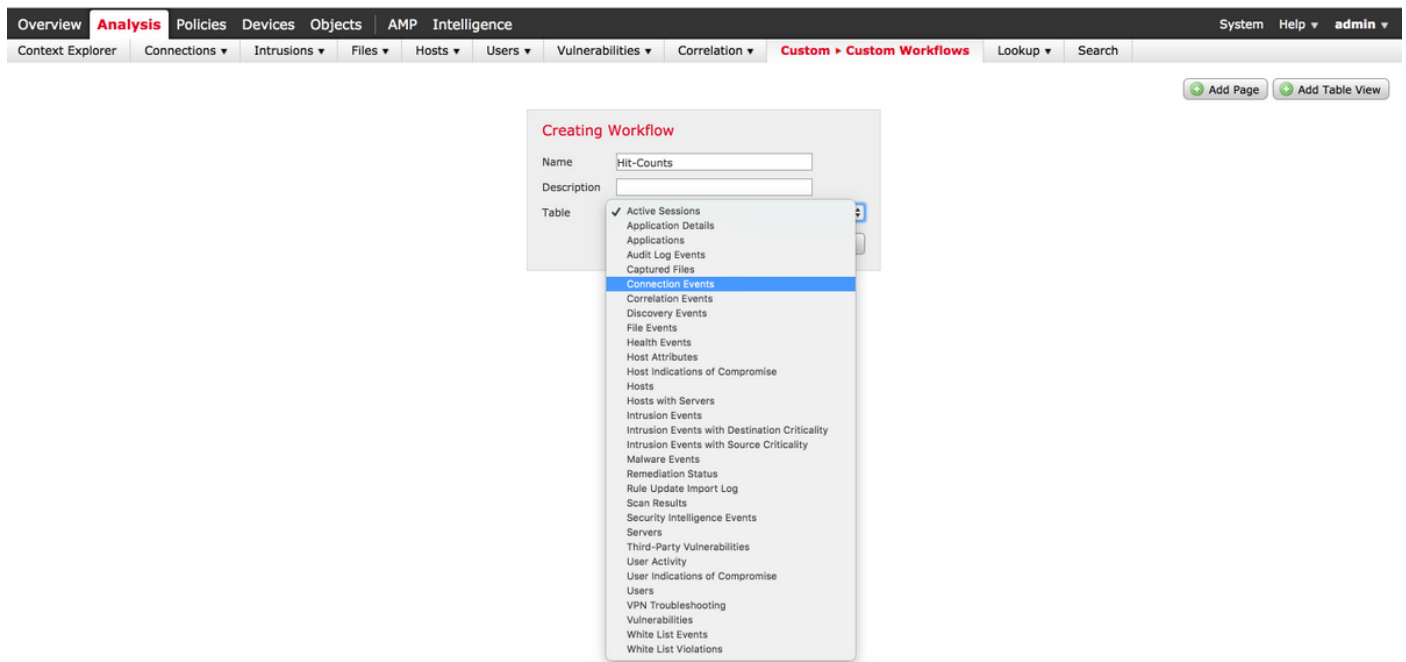 Overview Analysis Policies Devices Objects AMP Intelligence System Help ▾ admin ▾
Context Explorer Connections ▾ Intrusions ▾ Files ▾ Hosts ▾ Users ▾ Vulnerabilities ▾ Correlation ▾ Custom ▸ Custom Workflows Lookup ▾ Search
Add Page Add Table View
Creating Workflow
Name Hit-Counts
Description
Table ✓ Active Sessions
Application Details
Applications
Audit Log Events
Captured Files
Connection Events
Correlation Events
Discovery Events
File Events
Health Events
Host Attributes
Host Indications of Compromise
Hosts
Hosts with Servers
Intrusion Events
Intrusion Events with Destination Criticality
Intrusion Events with Source Criticality
Malware Events
Remediation Status
Rule Update Import Log
Scan Results
Security Intelligence Events
Servers
Third-Party Vulnerabilities
User Activity
User Indications of Compromise
Users
VPN Troubleshooting
Vulnerabilities
White List Events
White List Violations